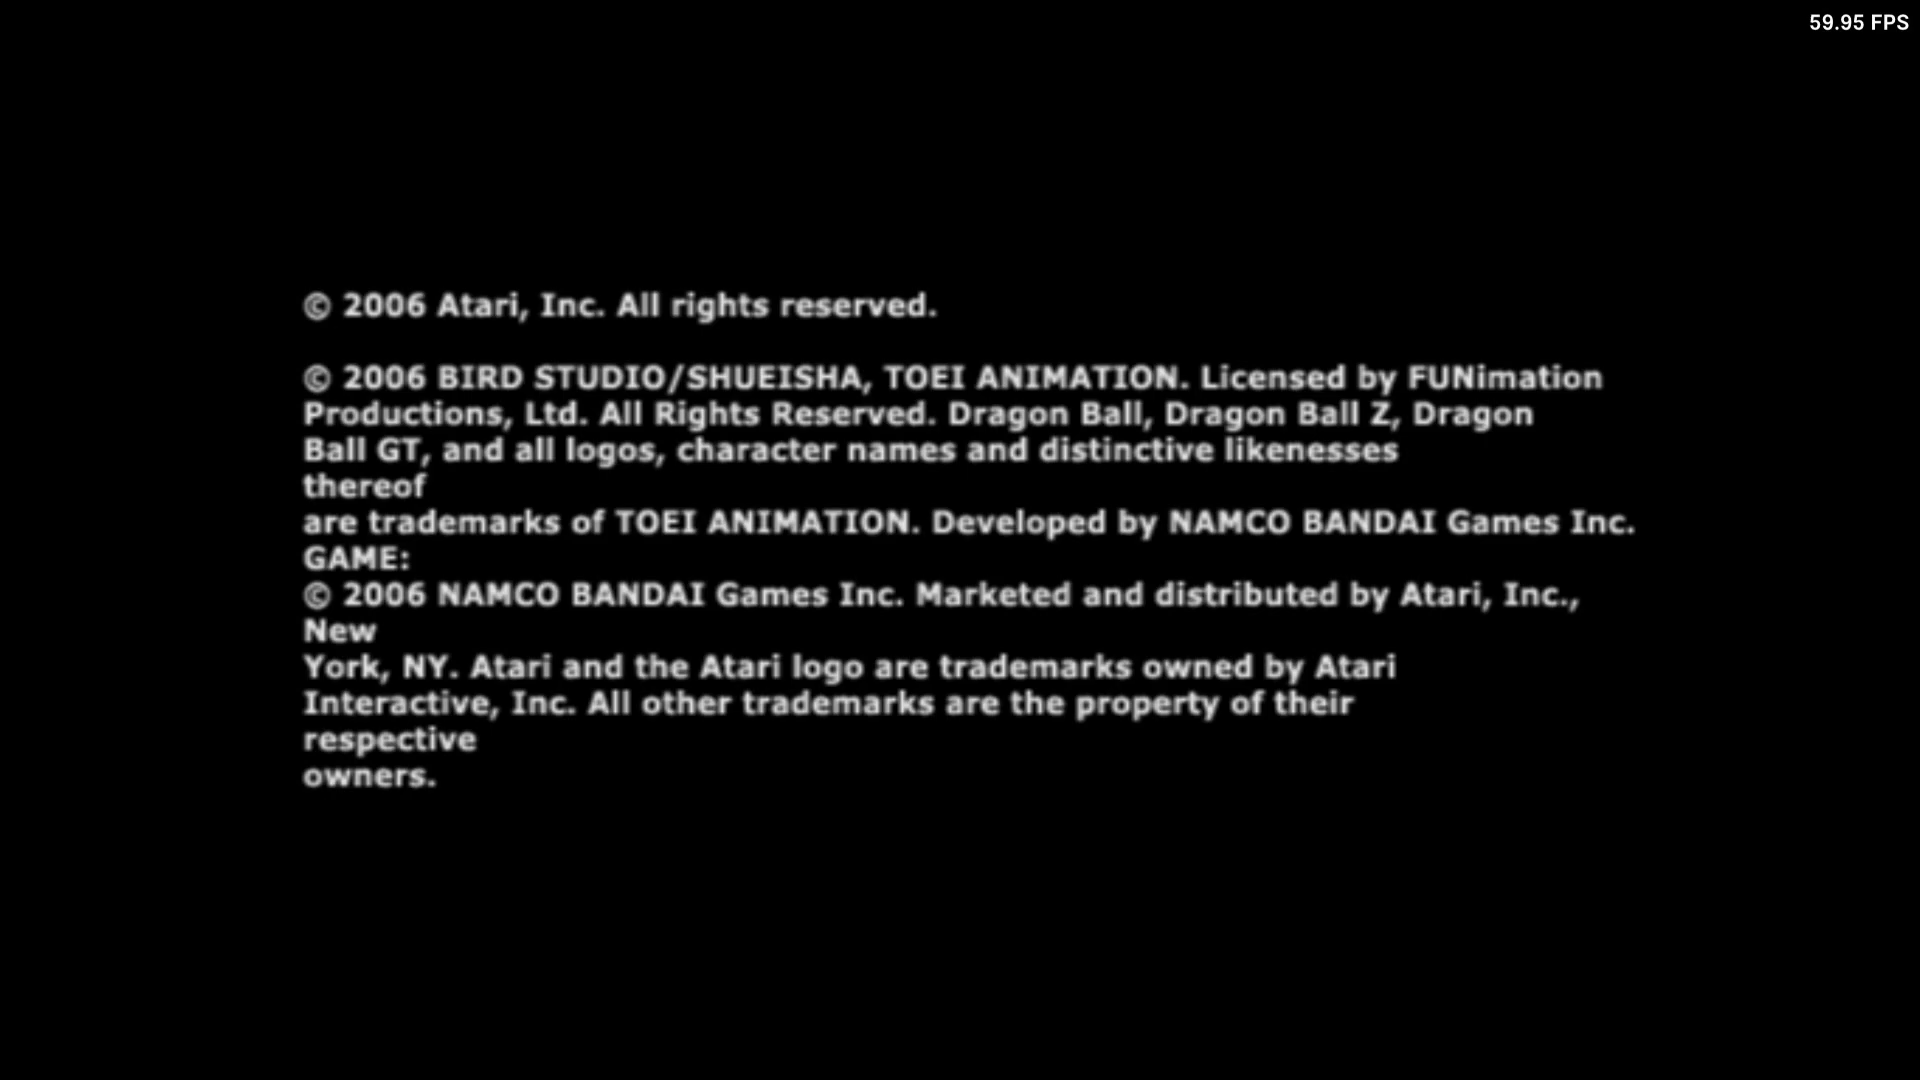 59.95 FPS
© 2006 Atari, Inc. All rights reserved.
© 2006 BIRD STUDIO/SHUEISHA, TOEI ANIMATION. Licensed by FUNimation
Productions, Ltd. All Rights Reserved. Dragon Ball, Dragon Ball Z, Dragon
Ball GT, and all logos, character names and distinctive likenesses
thereof
are trademarks of TOEI ANIMATION. Developed by NAMCO BANDAI Games Inc.
GAME:
© 2006 NAMCO BANDAI Games Inc. Marketed and distributed by Atari, Inc.,
New
York, NY. Atari and the Atari logo are trademarks owned by Atari
Interactive, Inc. All other trademarks are the property of their
respective
owners.